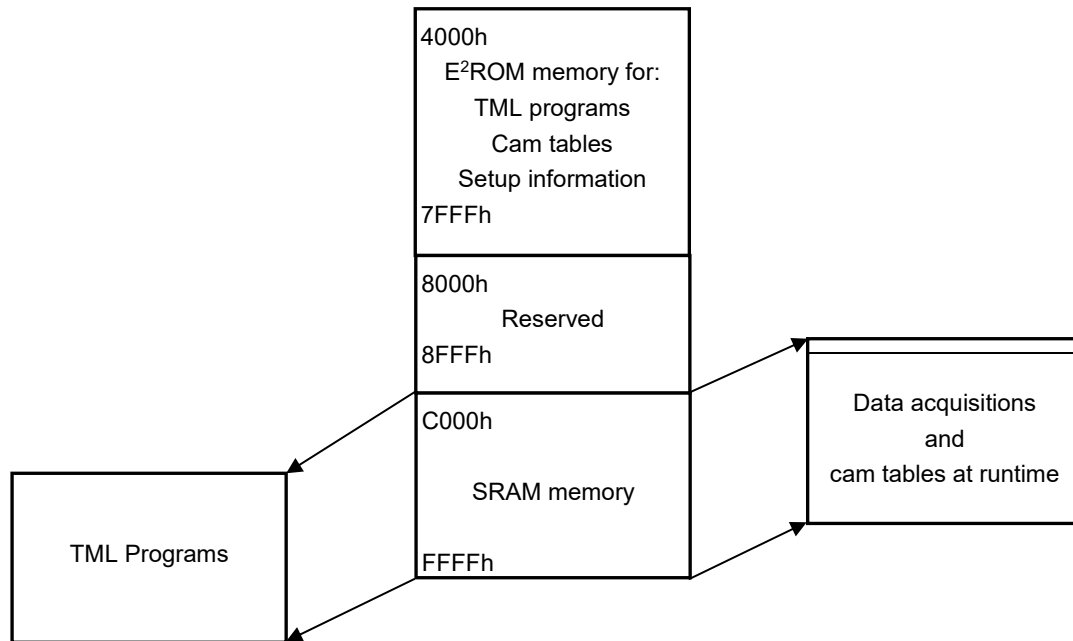 4000h
E²ROM memory for:
TML programs
Cam tables
Setup information
7FFFh
8000h
Reserved
8FFFh
C000h
SRAM memory
FFFFh
TML Programs
Data acquisitions
and
cam tables at runtime